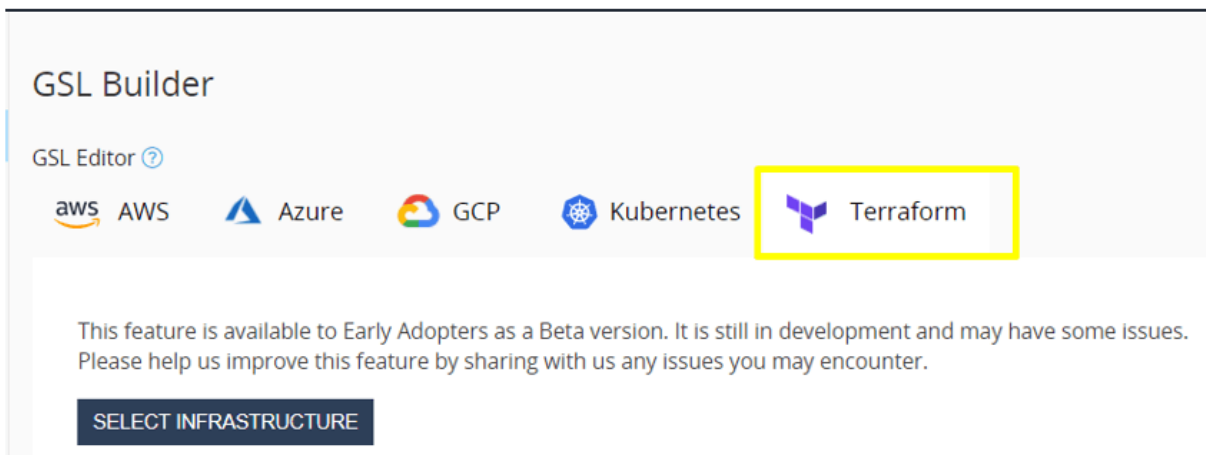 GSL Builder
GSL Editor ?
aws AWS Azure GCP Kubernetes Terraform
This feature is available to Early Adopters as a Beta version. It is still in development and may have some issues.
Please help us improve this feature by sharing with us any issues you may encounter.
SELECT INFRASTRUCTURE